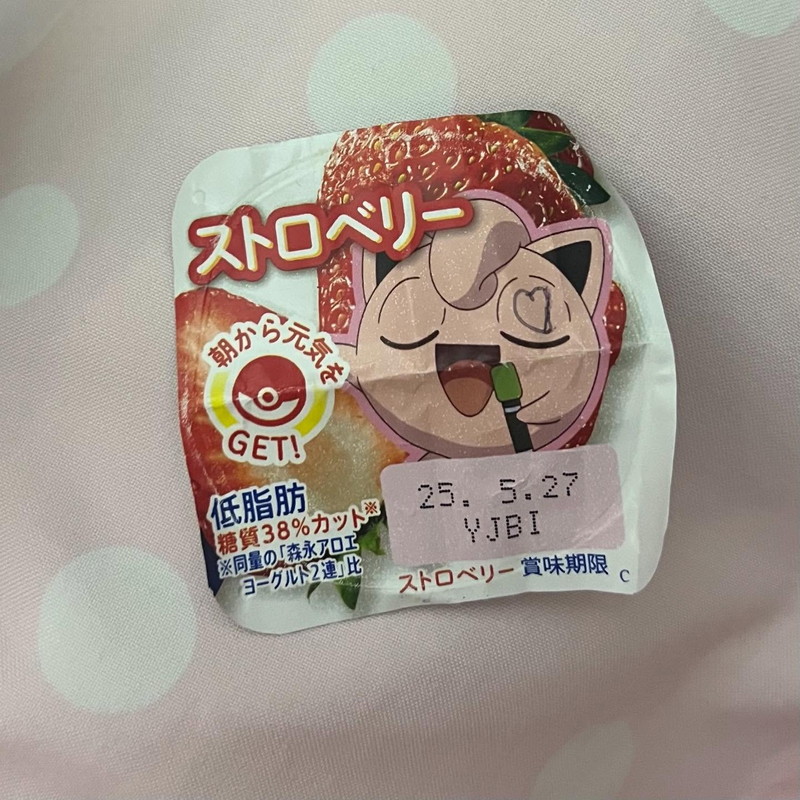 ストロベリー
朝から元気を
GET!
低脂肪
糖質38%カット※
※同量の「森永アロエ
ヨーグルト2連」比
25. 5.27
YJBI
ストロベリー 賞味期限 C